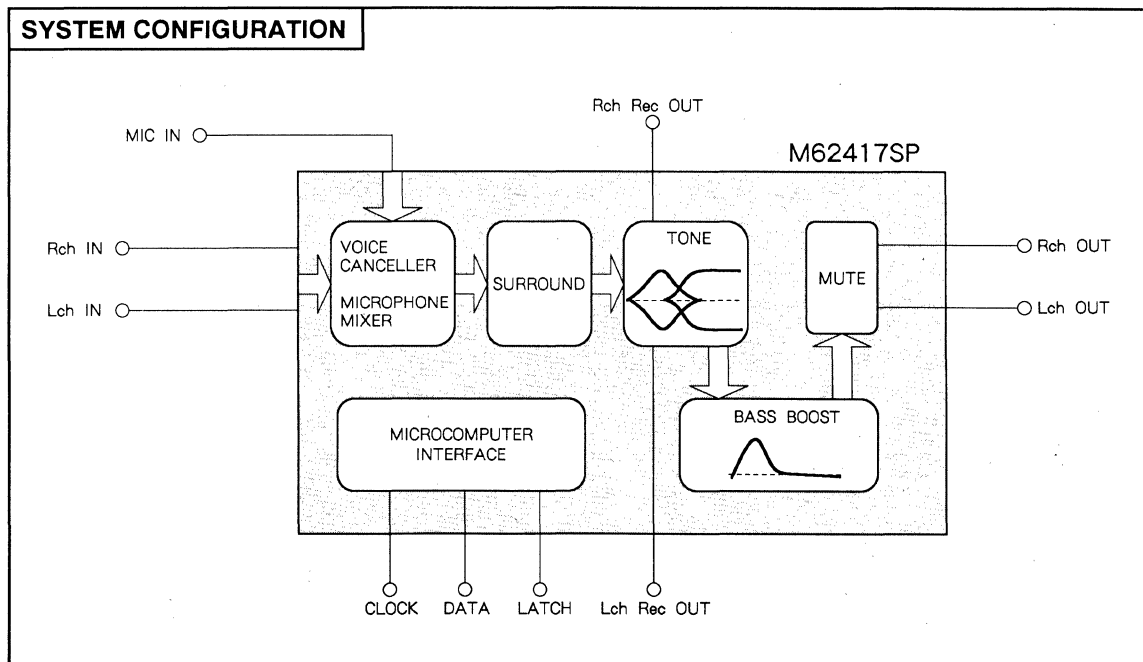 SYSTEM CONFIGURATION
Rch Rec OUT
MIC IN
M62417SP
Rch IN
Lch IN
VOICE
CANCELLER
MICROPHONE
MIXER
SURROUND
TONE
MUTE
Rch OUT
Lch OUT
BASS BOOST
MICROCOMPUTER
INTERFACE
CLOCK
DATA
LATCH
Lch Rec OUT